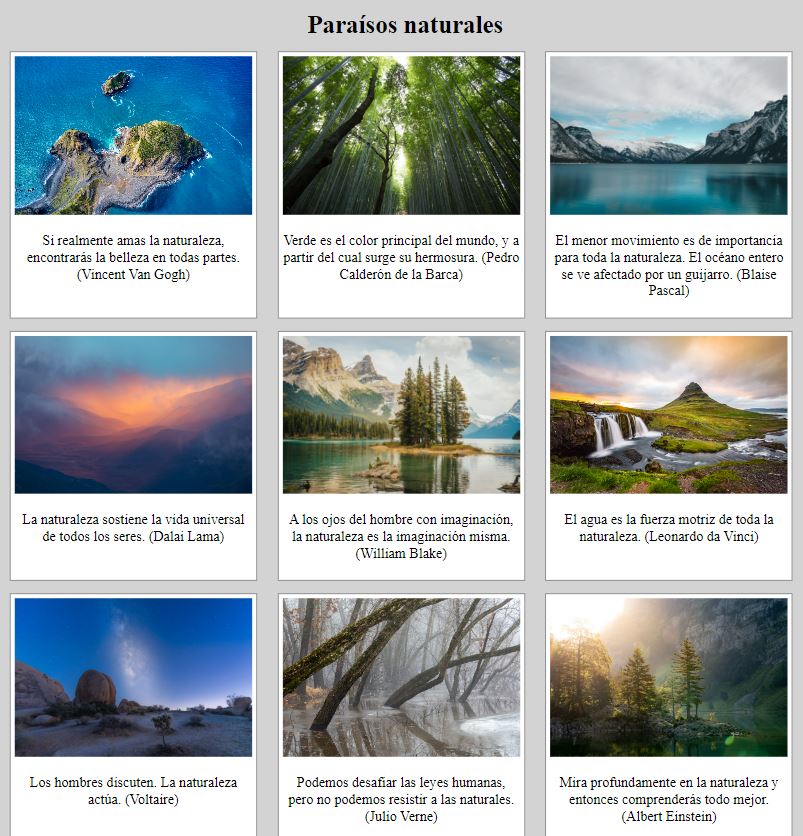 Paraísos naturales
Si realmente amas la naturaleza,
encontrarás la belleza en todas partes.
(Vincent Van Gogh)
Verde es el color principal del mundo, y a
partir del cual surge su hermosura. (Pedro
Calderón de la Barca)
El menor movimiento es de importancia
para toda la naturaleza. El océano entero
se ve afectado por un guijarro. (Blaise
Pascal)
La naturaleza sostiene la vida universal
de todos los seres. (Dalai Lama)
A los ojos del hombre con imaginación,
la naturaleza es la imaginación misma.
(William Blake)
El agua es la fuerza motriz de toda la
naturaleza. (Leonardo da Vinci)
Los hombres discuten. La naturaleza
actúa. (Voltaire)
Podemos desafiar las leyes humanas,
pero no podemos resistir a las naturales.
(Julio Verne)
Mira profundamente en la naturaleza y
entonces comprenderás todo mejor.
(Albert Einstein)